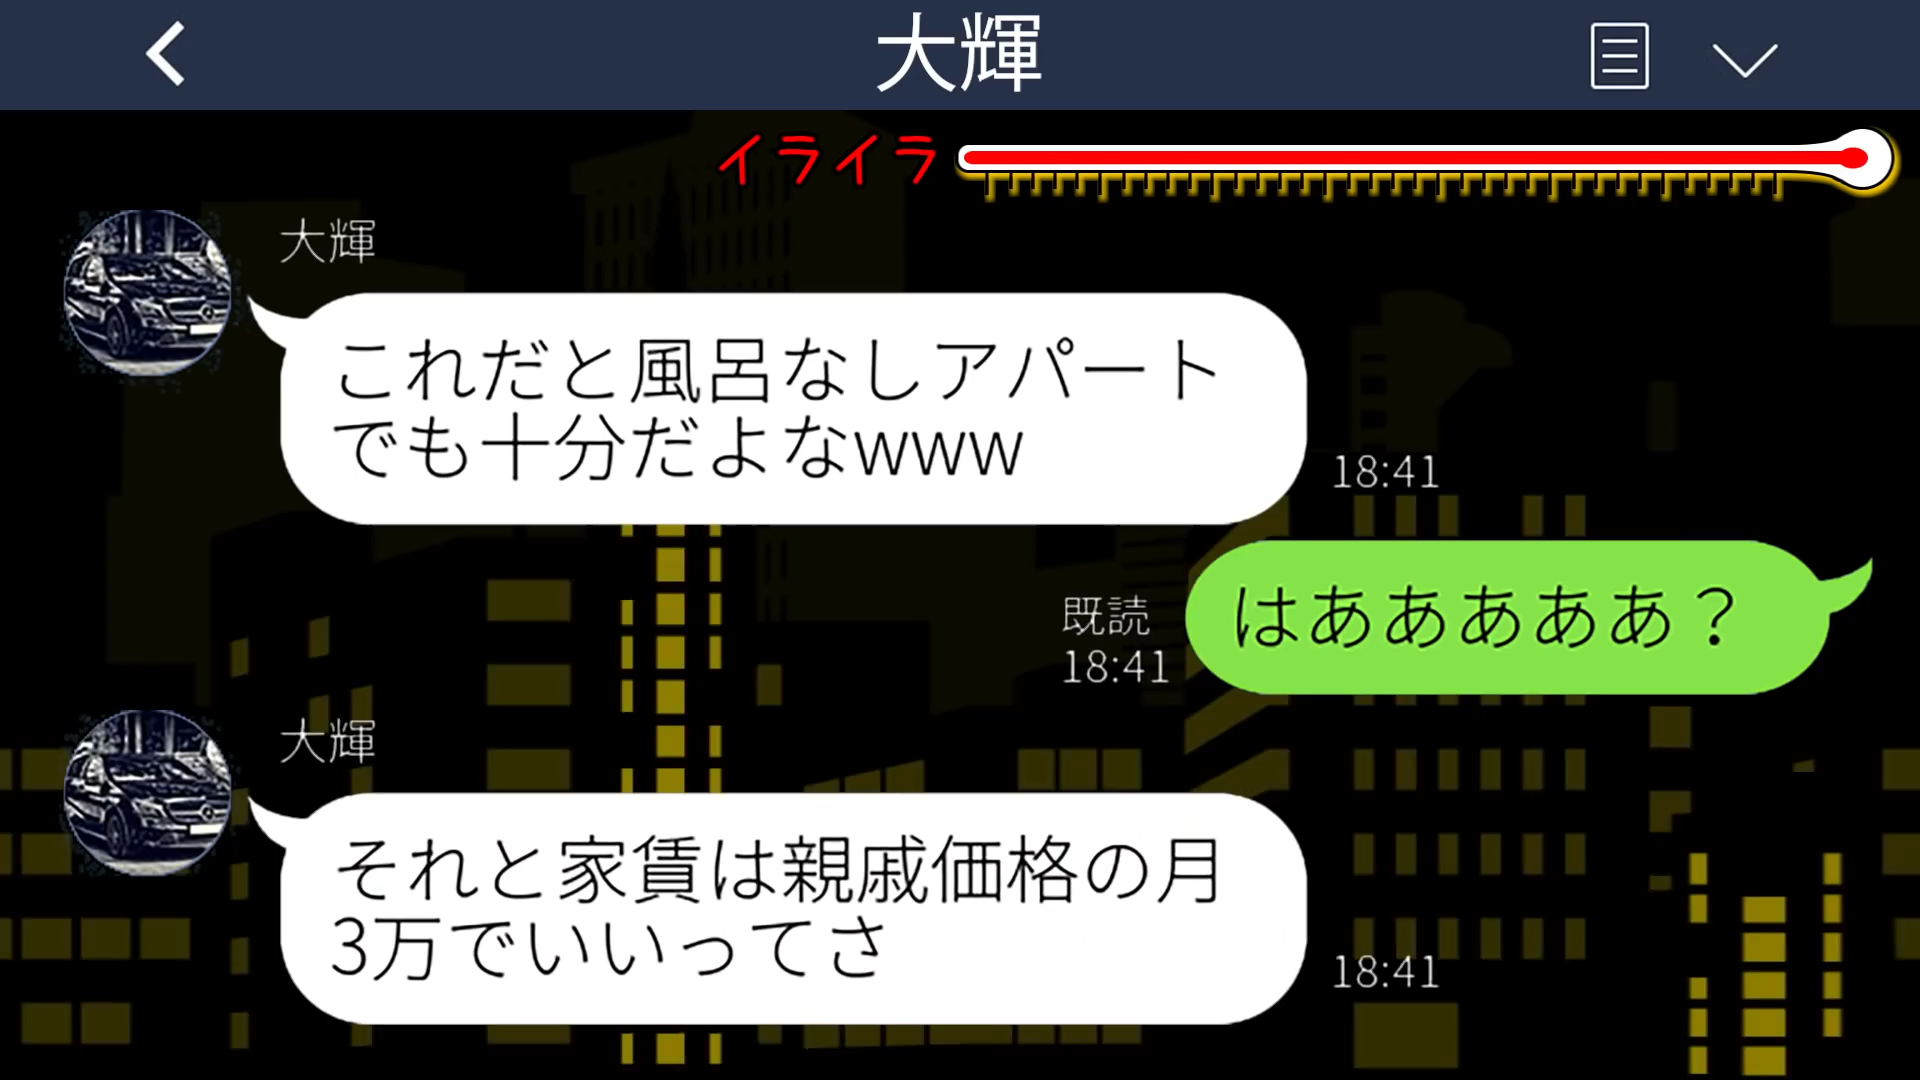 大輝
イライラ
大輝
これだと風呂なしアパート
でも十分だよなwww
18:41
はああああああ？
既読
18:41
大輝
それと家賃は親戚価格の月
3万でいいってさ
18:41